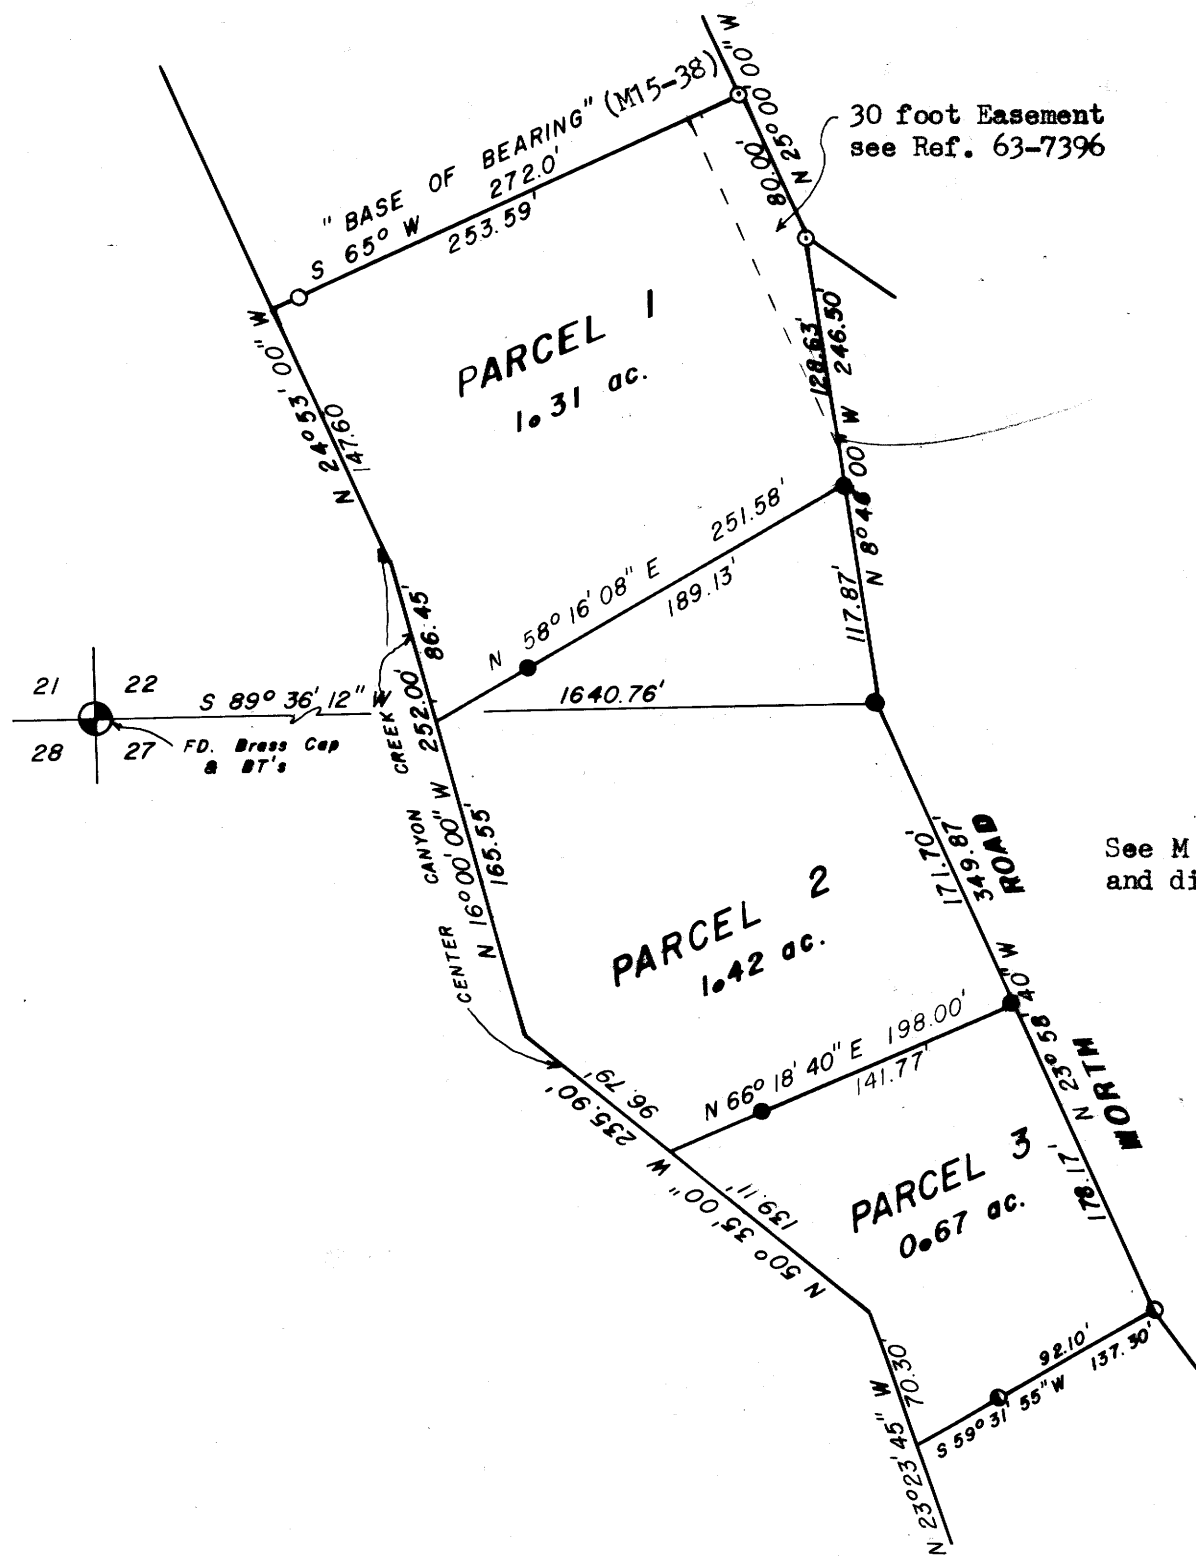 N 25° 00' 00" W
80.00'
30 foot Easement
see Ref. 63-7396
" BASE OF BEARING" (M15-38)
S 65° W 272.0'
253.59'
N 24° 53' 00" W
147.60
PARCEL 1
1.31 ac.
128.63'
246.50'
N 8° 46' 00" W
117.87'
N 58° 16' 08" E 251.58'
189.13'
86.45'
252.00'
21 22
28 27
S 89° 36' 12" W
1640.76'
FD. Brass Cap
& BT's
CENTER CANYON CREEK
N 16° 00' 00" W
165.55'
PARCEL 2
1.42 ac.
171.70'
349.87'
NORTH ROAD
See M
and di
N 23° 58' 40" W
178.17'
N 66° 18' 40" E 198.00'
141.77'
96.79'
235.90'
N 50° 35' 00" W
139.11'
PARCEL 3
0.67 ac.
92.10'
S 59° 31' 55" W 137.30'
70.30'
N 23° 23' 45" W